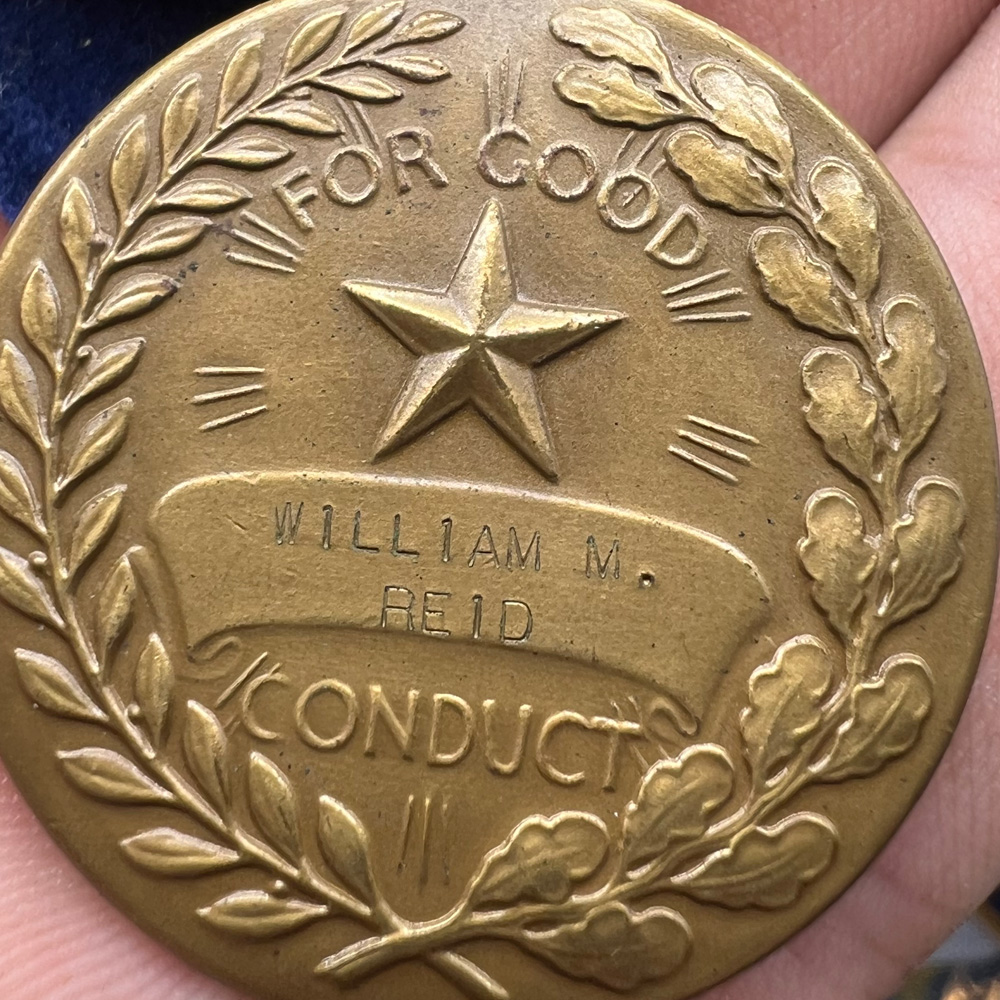 FOR GOOD
WILLIAM M.
REID
CONDUCT